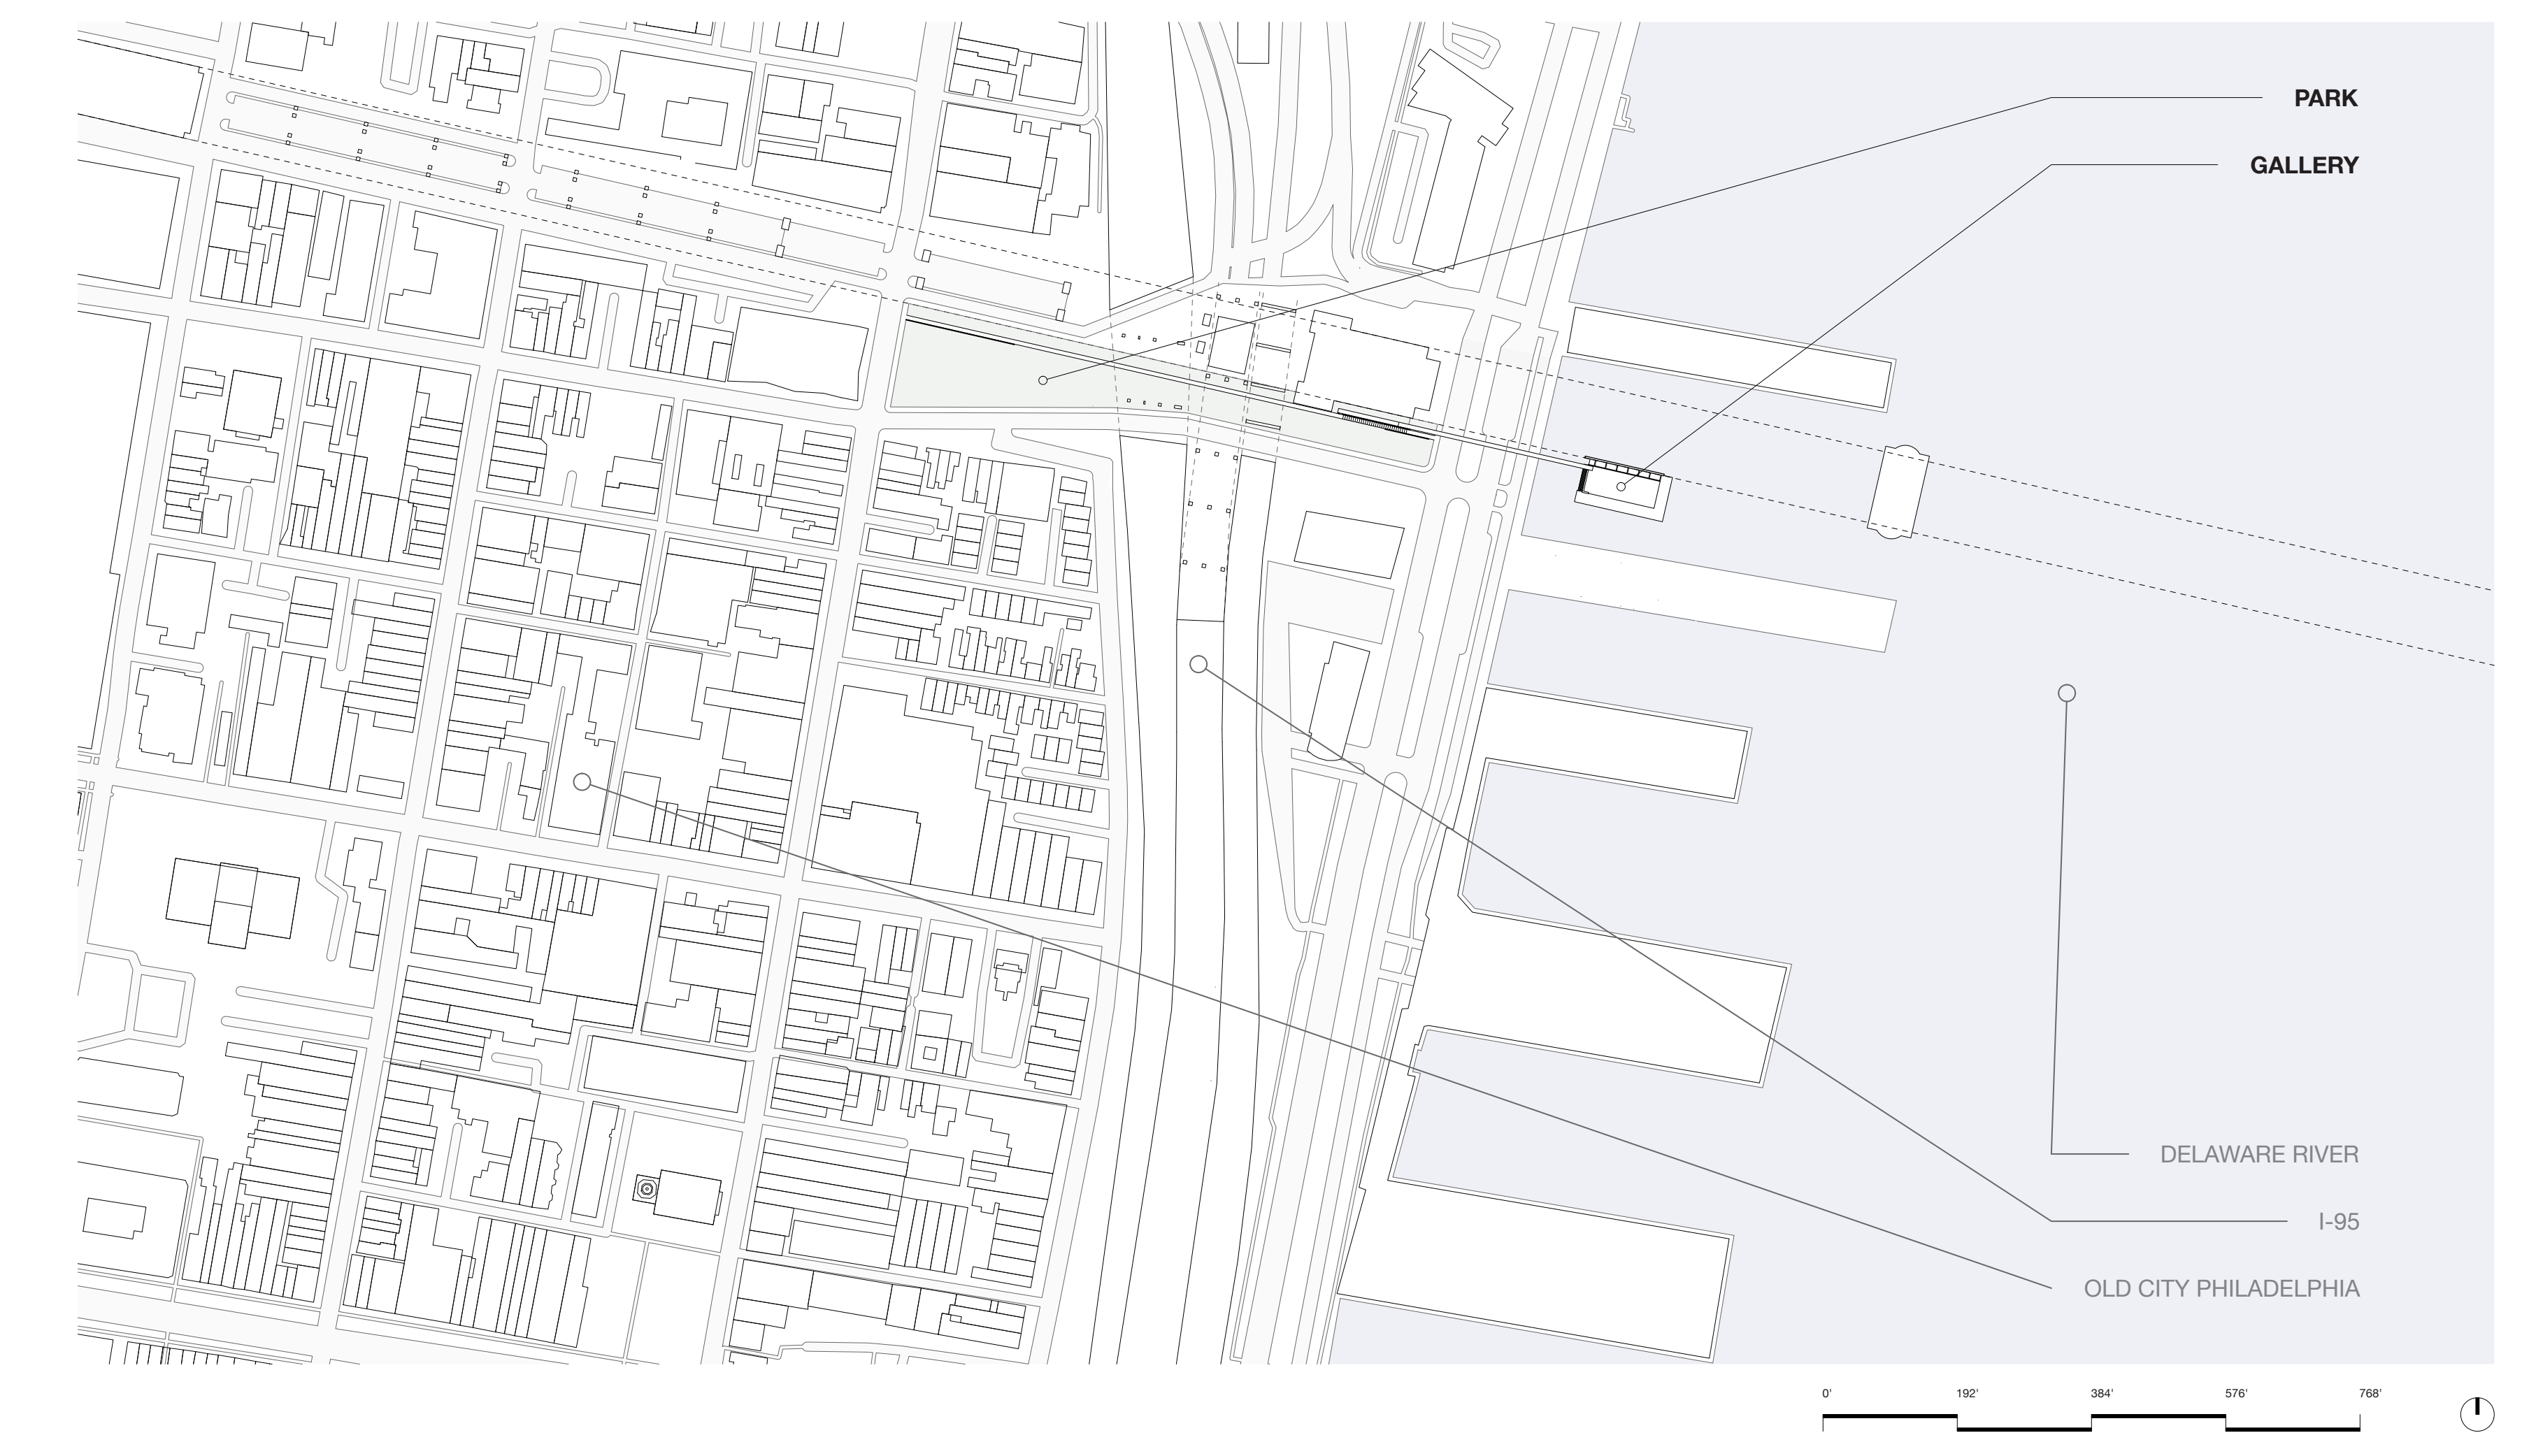 PARK
GALLERY
DELAWARE RIVER
I-95
OLD CITY PHILADELPHIA
0' 192' 384' 576' 768'